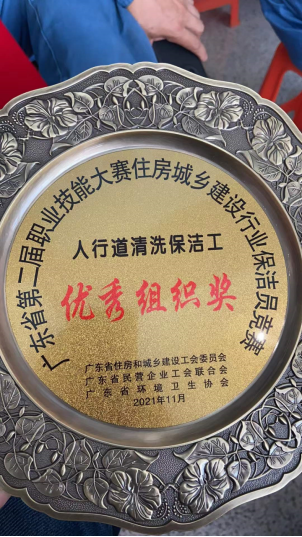 广东省第二届职业技能大赛住房城乡建设行业/保洁员竞赛
人行道清洗保洁工
优秀组织奖
广东省住房和城乡建设工会委员会
广东省民营企业工会联合会
广东省环境卫生协会
2021年11月